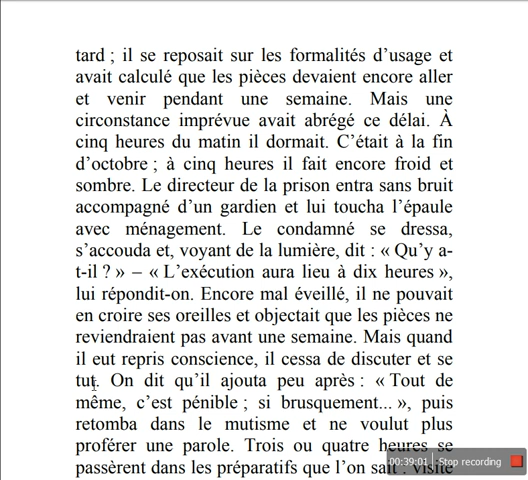 tard ; il se reposait sur les formalités d’usage et
avait calculé que les pièces devaient encore aller
et venir pendant une semaine. Mais une
circonstance imprévue avait abrégé ce délai. À
cinq heures du matin il dormait. C’était à la fin
d’octobre ; à cinq heures il fait encore froid et
sombre. Le directeur de la prison entra sans bruit
accompagné d’un gardien et lui toucha l’épaule
avec ménagement. Le condamné se dressa,
s’accouda et, voyant de la lumière, dit : « Qu’y a-
t-il ? » – « L’exécution aura lieu à dix heures »,
lui répondit-on. Encore mal éveillé, il ne pouvait
en croire ses oreilles et objectait que les pièces ne
reviendraient pas avant une semaine. Mais quand
il eut repris conscience, il cessa de discuter et se
tut. On dit qu’il ajouta peu après : « Tout de
même, c’est pénible ; si brusquement... », puis
retomba dans le mutisme et ne voulut plus
proférer une parole. Trois ou quatre heures se
passèrent dans les préparatifs que l’on sait : visite
00:39:01 Stop recording